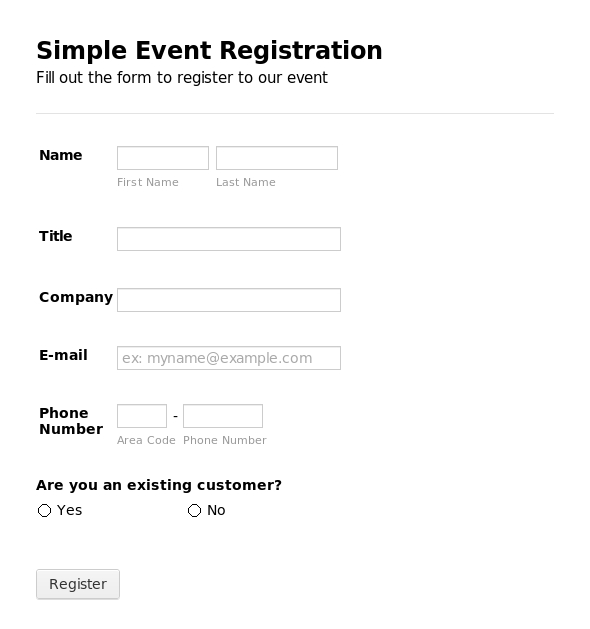 Simple Event Registration
Fill out the form to register to our event
Name
First Name Last Name
Title
Company
E-mail ex: myname@example.com
Phone
Number
-
Area Code Phone Number
Are you an existing customer?
Yes No
Register